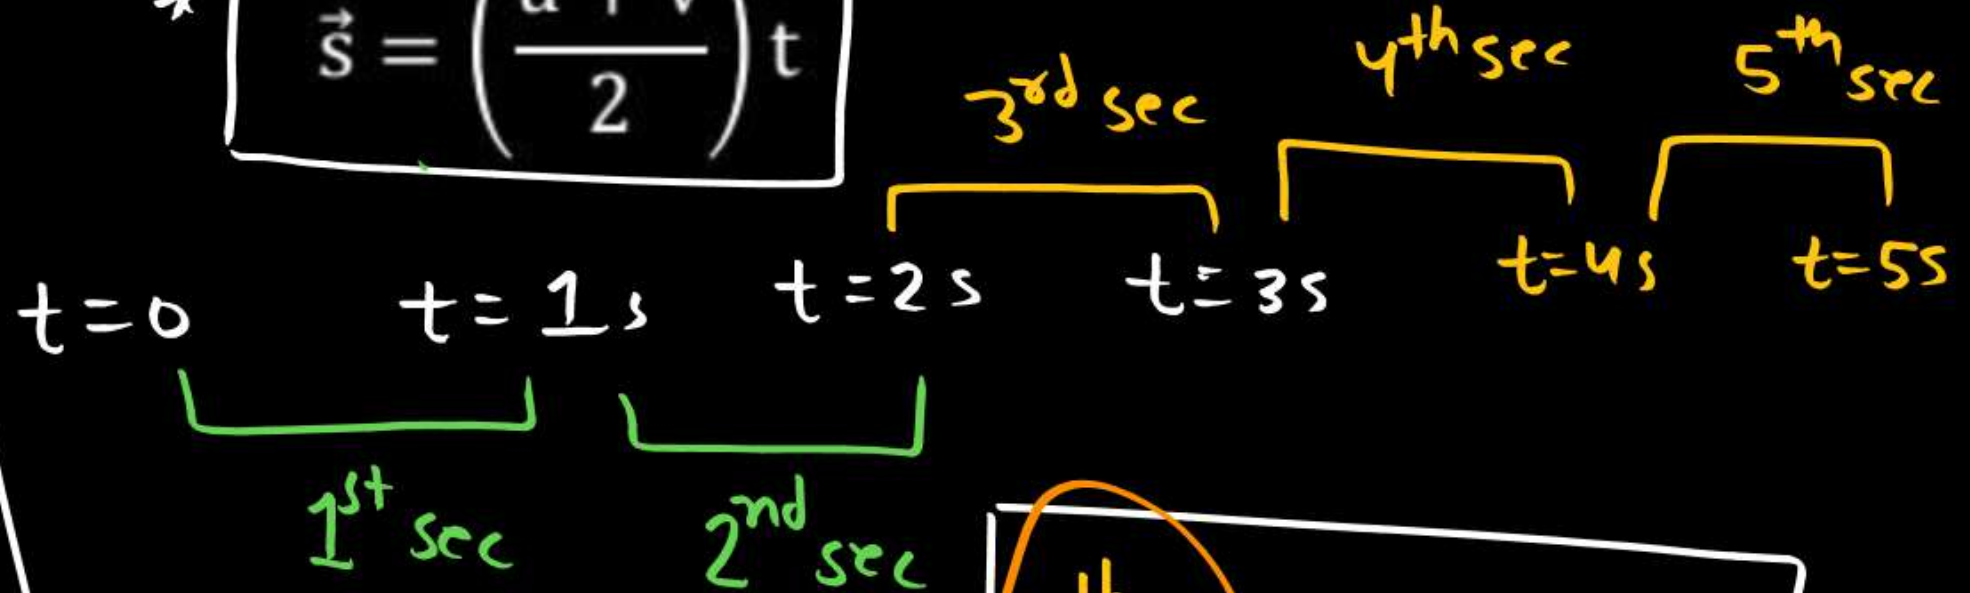 *
s⃗ = (u + v / 2) t
3rd sec
4th sec
5th sec
t=0
t=1s
t=2s
t=3s
t=4s
t=5s
1st sec
2nd sec